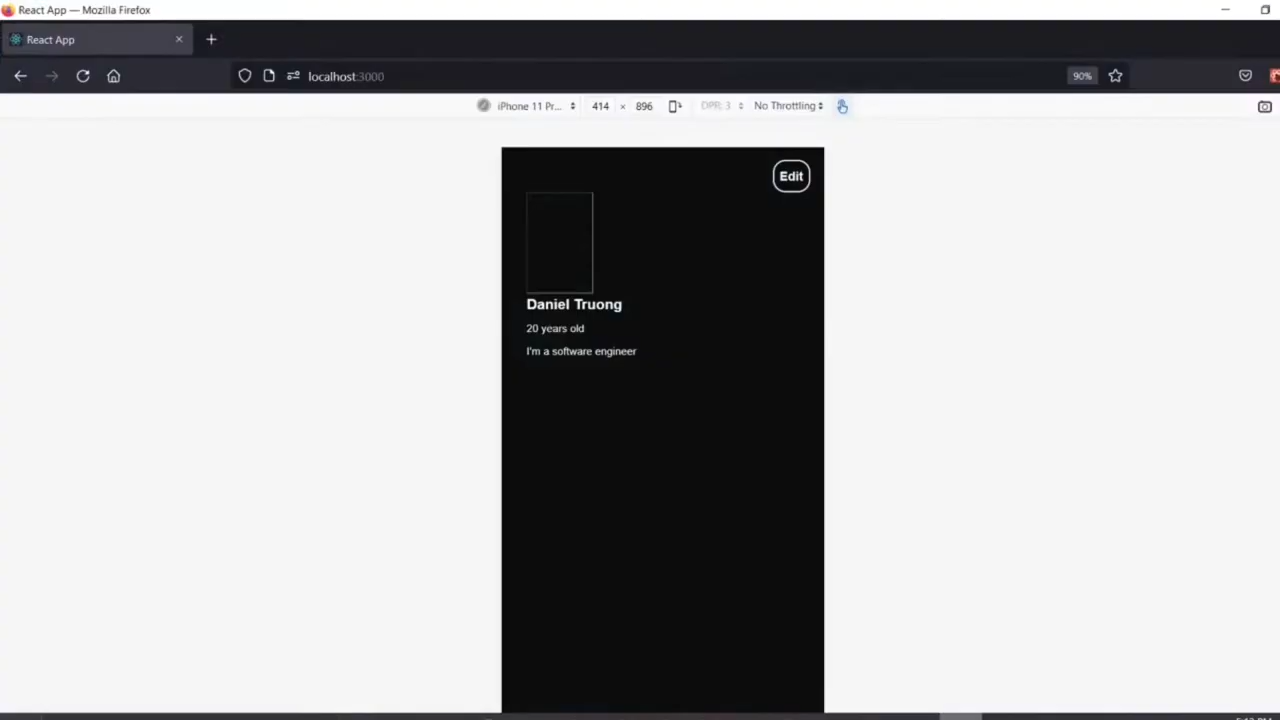 React App — Mozilla Firefox
React App
localhost:3000
90%
iPhone 11 Pr... 414 × 896 DPR: 3 No Throttling
Edit
Daniel Truong
20 years old
I'm a software engineer